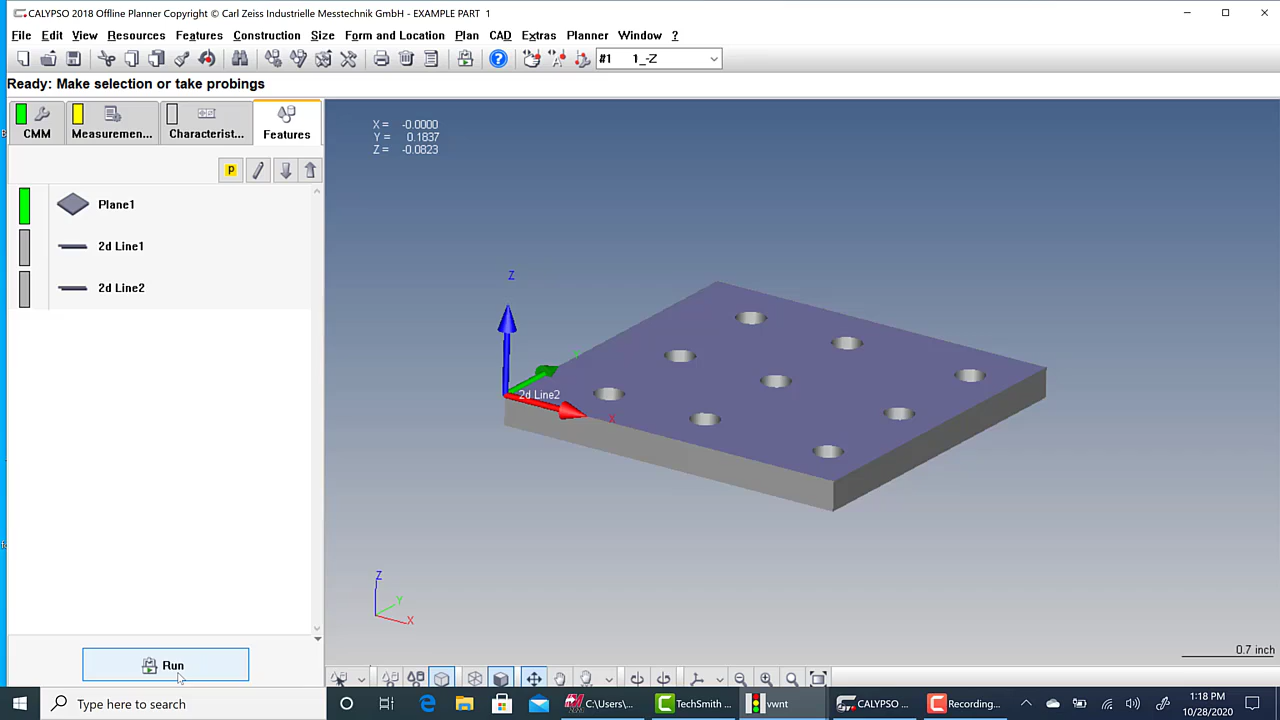 CALYPSO 2018 Offline Planner Copyright © Carl Zeiss Industrielle Messtechnik GmbH - EXAMPLE PART 1
File Edit View Resources Features Construction Size Form and Location Plan CAD Extras Planner Window ?
#1 1_-Z
Ready: Make selection or take probings
CMM Measuremen... Characterist... Features
X = -0.0000
Y = 0.1837
Z = -0.0823
P
Plane1
2d Line1
2d Line2
Z
2d Line2
X
Z
Y
X
0.7 inch
Run
Type here to search
C:\Users\...
TechSmith ...
vwnt
CALYPSO ...
Recording...
1:18 PM
10/28/2020